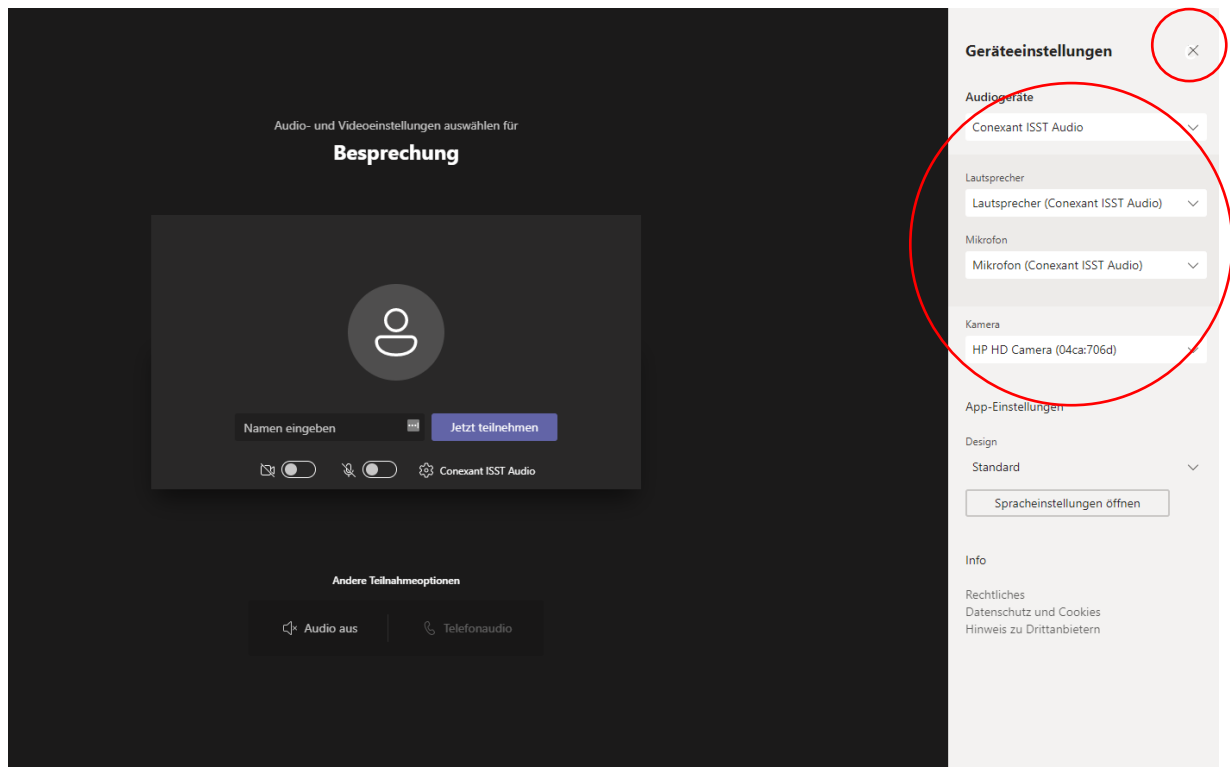 Audio- und Videoeinstellungen auswählen für
Besprechung
Namen eingeben
Jetzt teilnehmen
Conexant ISST Audio
Andere Teilnahmeoptionen
Audio aus
Telefonaudio
Geräteeinstellungen
Audiogeräte
Conexant ISST Audio
Lautsprecher
Lautsprecher (Conexant ISST Audio)
Mikrofon
Mikrofon (Conexant ISST Audio)
Kamera
HP HD Camera (04ca:706d)
App-Einstellungen
Design
Standard
Spracheinstellungen öffnen
Info
Rechtliches
Datenschutz und Cookies
Hinweis zu Drittanbietern